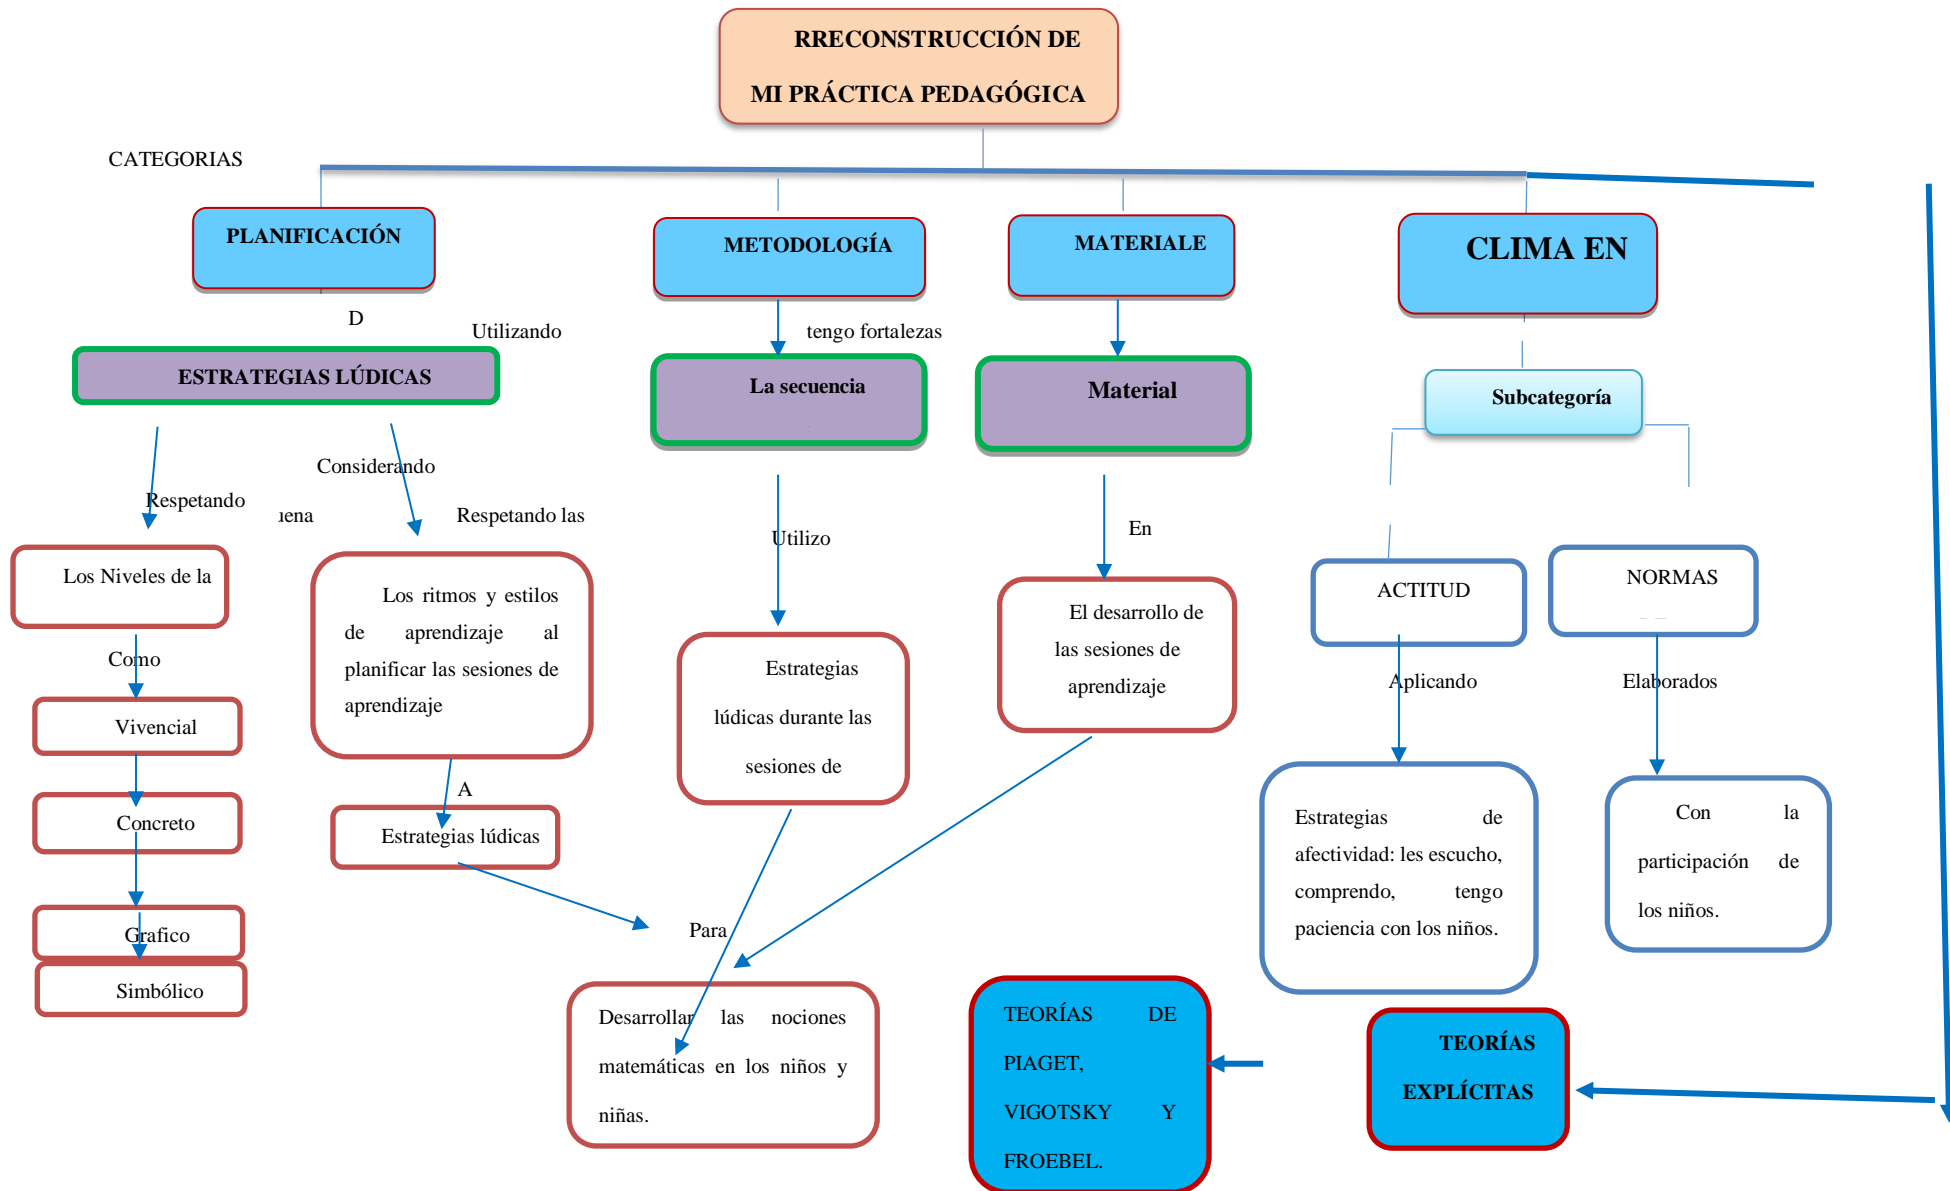 RRECONSTRUCCIÓN DE
MI PRÁCTICA PEDAGÓGICA
CATEGORIAS
PLANIFICACIÓN
METODOLOGÍA
MATERIALE
CLIMA EN
D
Utilizando
tengo fortalezas
ESTRATEGIAS LÚDICAS
La secuencia
Material
Subcategoría
Considerando
Respetando
Respetando las
Utilizo
En
Los Niveles de la
Los ritmos y estilos
de aprendizaje al
planificar las sesiones de
aprendizaje
El desarrollo de
las sesiones de
aprendizaje
ACTITUD
NORMAS
Como
Estrategias
lúdicas durante las
sesiones de
Aplicando
Elaborados
Vivencial
A
Concreto
Estrategias lúdicas
Estrategias de
afectividad: les escucho,
comprendo, tengo
paciencia con los niños.
Con la
participación de
los niños.
Grafico
Para
Simbólico
Desarrollar las nociones
matemáticas en los niños y
niñas.
TEORÍAS DE
PIAGET,
VIGOTSKY Y
FROEBEL.
TEORÍAS
EXPLÍCITAS